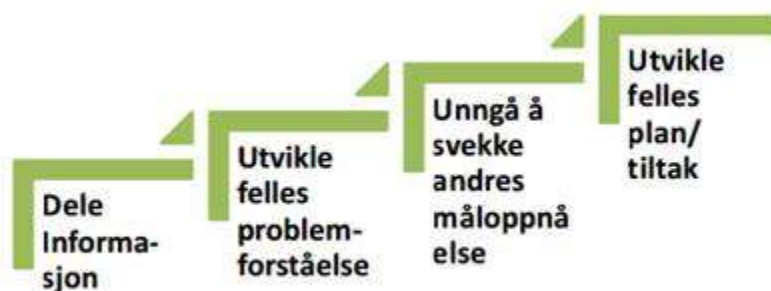 Dele
Informa-
sjon
Utvikle
felles
problem-
forståelse
Unngå å
svekke
andres
måloppnå
else
Utvikle
felles
plan/
tiltak